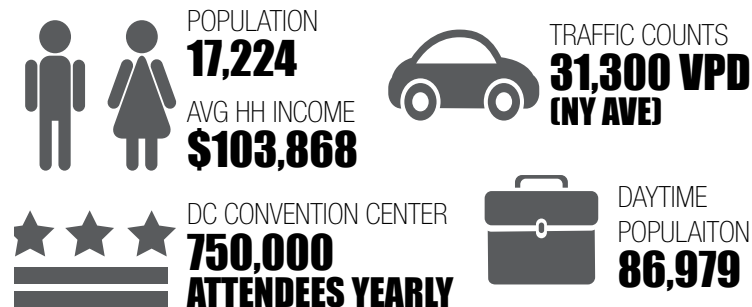 POPULATION
17,224
AVG HH INCOME
$103,868
TRAFFIC COUNTS
31,300 VPD
(NY AVE)
DC CONVENTION CENTER
750,000
ATTENDEES YEARLY
DAYTIME
POPULAITON
86,979